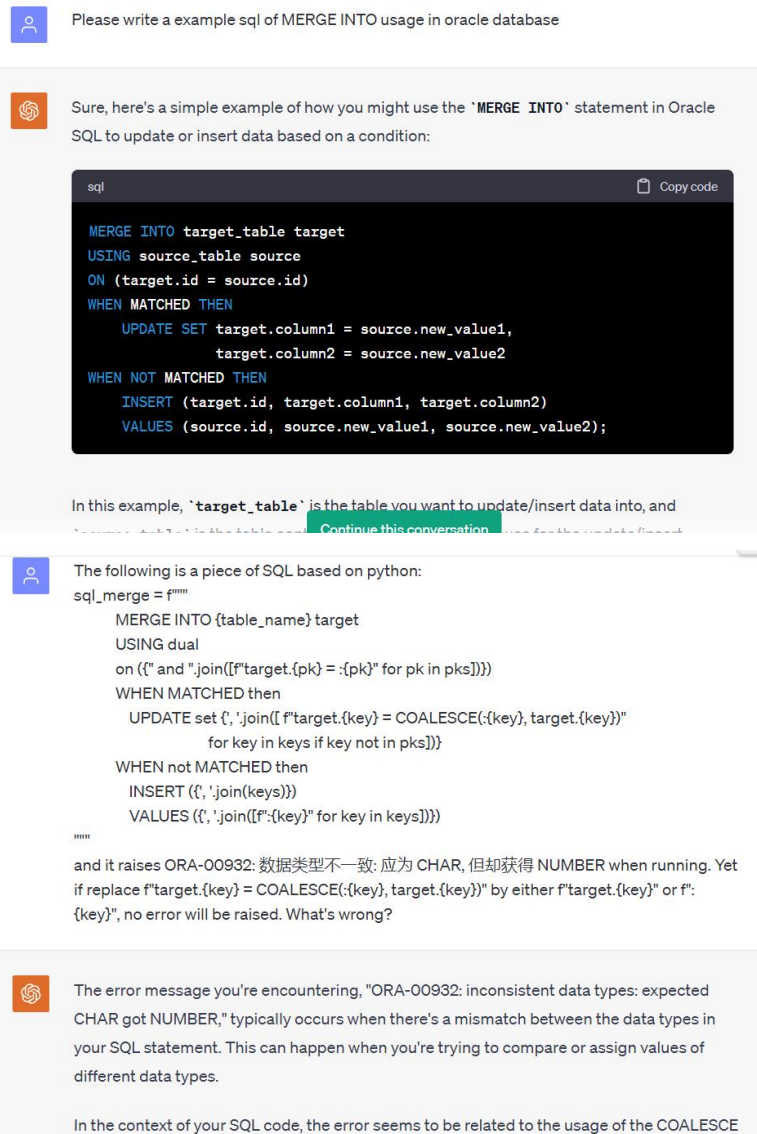 Please write a example sql of MERGE INTO usage in oracle database
Sure, here's a simple example of how you might use the `MERGE INTO` statement in Oracle
SQL to update or insert data based on a condition:
sql
Copy code
MERGE INTO target_table target
USING source_table source
ON (target.id = source.id)
WHEN MATCHED THEN
UPDATE SET target.column1 = source.new_value1,
target.column2 = source.new_value2
WHEN NOT MATCHED THEN
INSERT (target.id, target.column1, target.column2)
VALUES (source.id, source.new_value1, source.new_value2);
In this example, `target_table` is the table you want to update/insert data into, and
Continue this conversation
The following is a piece of SQL based on python:
sql_merge = f"""
MERGE INTO {table_name} target
USING dual
on ({" and ".join([f"target.{pk} = :{pk}" for pk in pks])})
WHEN MATCHED then
UPDATE set {', '.join([ f"target.{key} = COALESCE(:{key}, target.{key})"
for key in keys if key not in pks])}
WHEN not MATCHED then
INSERT ({', '.join(keys)})
VALUES ({', '.join([f":{key}" for key in keys])})
"""
and it raises ORA-00932: 数据类型不一致: 应为 CHAR, 但却获得 NUMBER when running. Yet
if replace f"target.{key} = COALESCE(:{key}, target.{key})" by either f"target.{key}" or f":
{key}", no error will be raised. What's wrong?
The error message you're encountering, "ORA-00932: inconsistent data types: expected
CHAR got NUMBER," typically occurs when there's a mismatch between the data types in
your SQL statement. This can happen when you're trying to compare or assign values of
different data types.
In the context of your SQL code, the error seems to be related to the usage of the COALESCE